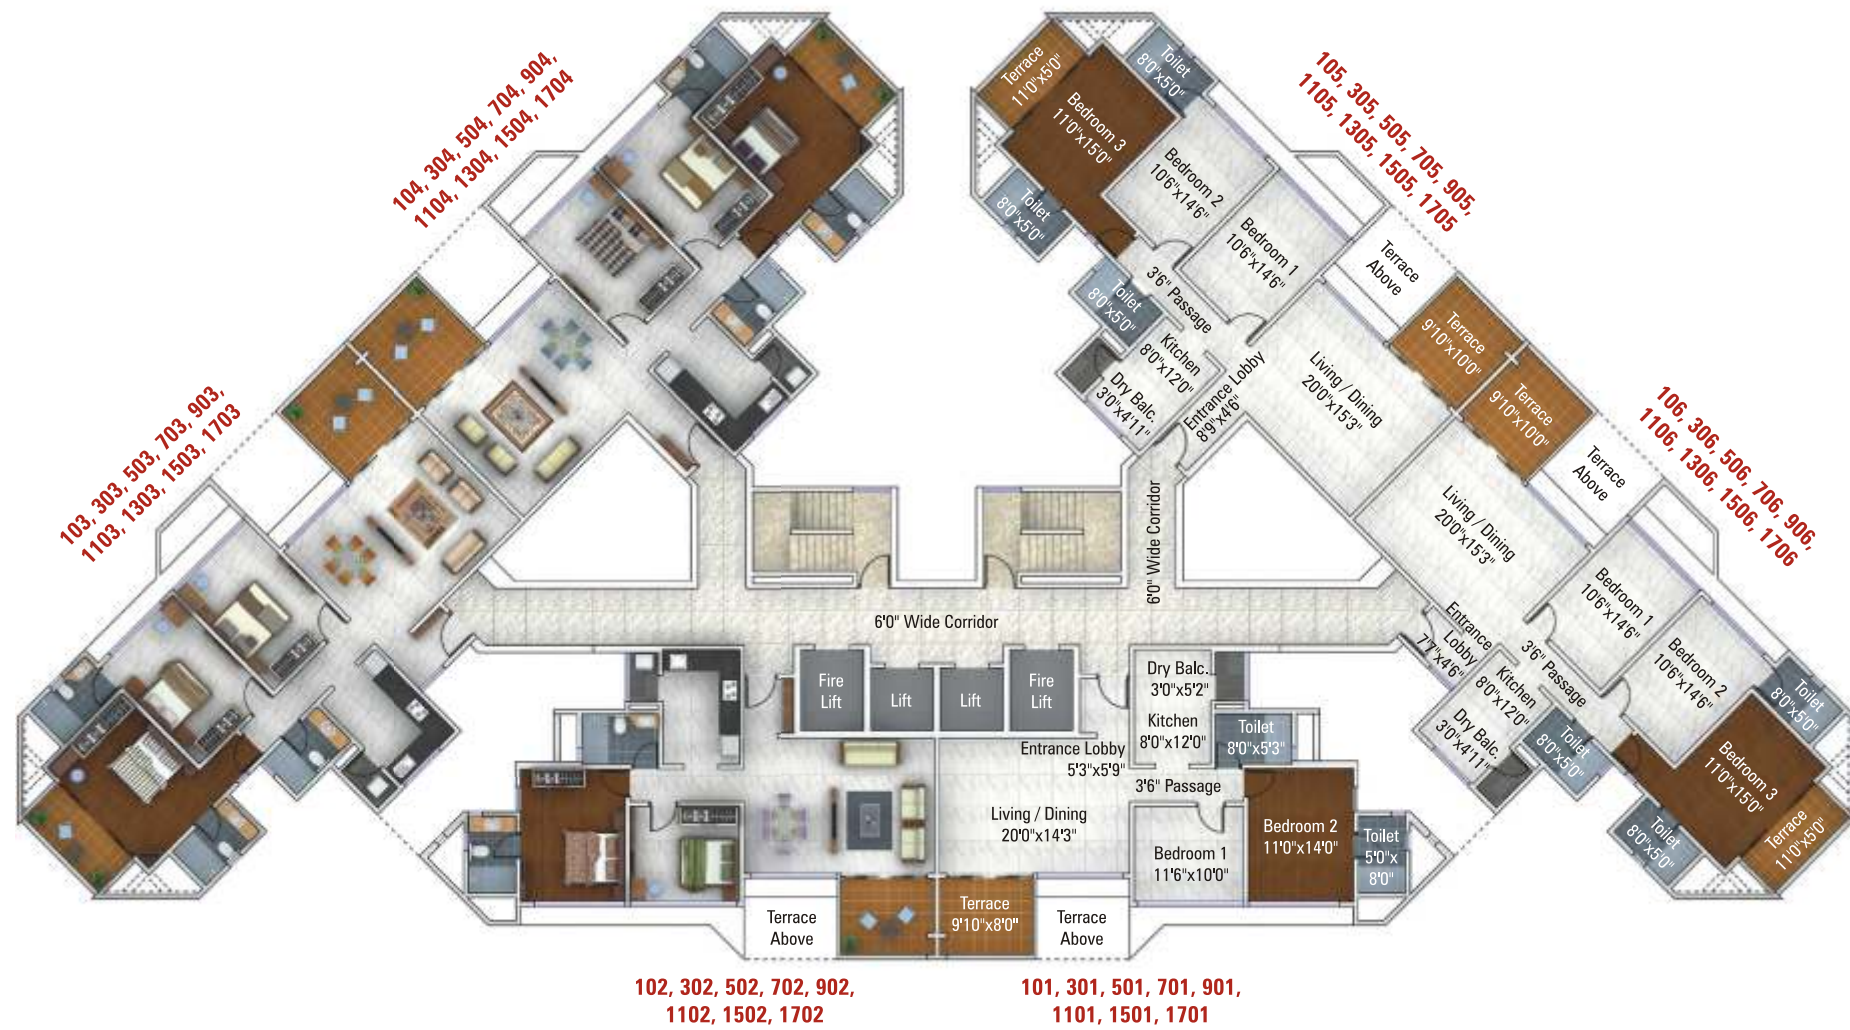 104, 304, 504, 704, 904,
1104, 1304, 1504, 1704
103, 303, 503, 703, 903,
1103, 1303, 1503, 1703
105, 305, 505, 705, 905,
1105, 1305, 1505, 1705
106, 306, 506, 706, 906,
1106, 1306, 1506, 1706
Terrace
11'0"x5'0"
Toilet
8'0"x5'0"
Bedroom 3
11'0"x15'0"
Bedroom 2
10'6"x14'6"
Toilet
8'0"x5'0"
Bedroom 1
10'6"x14'6"
Terrace
Above
3'6" Passage
Toilet
8'0"x5'0"
Kitchen
8'0"x12'0"
Dry Balc.
3'0"x4'11"
Entrance Lobby
8'9"x4'6"
Living / Dining
20'0"x15'3"
Terrace
9'10"x10'0"
Terrace
9'10"x10'0"
Terrace
Above
Living / Dining
20'0"x15'3"
6'0" Wide Corridor
6'0" Wide Corridor
Bedroom 1
10'6"x14'6"
Entrance
Lobby
7'7"x4'6"
3'6" Passage
Bedroom 2
10'6"x14'6"
Kitchen
8'0"x12'0"
Dry Balc.
3'0"x4'11"
Toilet
8'0"x5'0"
Toilet
8'0"x5'0"
Bedroom 3
11'0"x15'0"
Terrace
11'0"x5'0"
Toilet
8'0"x5'0"
Fire
Lift
Lift
Lift
Fire
Lift
Dry Balc.
3'0"x5'2"
Kitchen
8'0"x12'0"
Toilet
8'0"x5'3"
Entrance Lobby
5'3"x5'9"
3'6" Passage
Living / Dining
20'0"x14'3"
Bedroom 1
11'6"x10'0"
Bedroom 2
11'0"x14'0"
Toilet
5'0"x
8'0"
Terrace
Above
Terrace
9'10"x8'0"
Terrace
Above
102, 302, 502, 702, 902,
1102, 1502, 1702
101, 301, 501, 701, 901,
1101, 1501, 1701